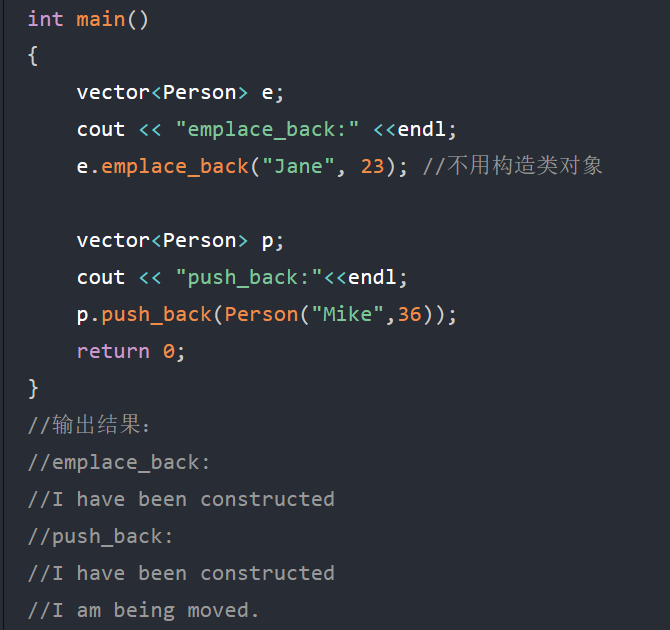 int main()
{
    vector<Person> e;
    cout << "emplace_back:" <<endl;
    e.emplace_back("Jane", 23); //不用构造类对象

    vector<Person> p;
    cout << "push_back:"<<endl;
    p.push_back(Person("Mike",36));
    return 0;
}
//输出结果：
//emplace_back:
//I have been constructed
//push_back:
//I have been constructed
//I am being moved.